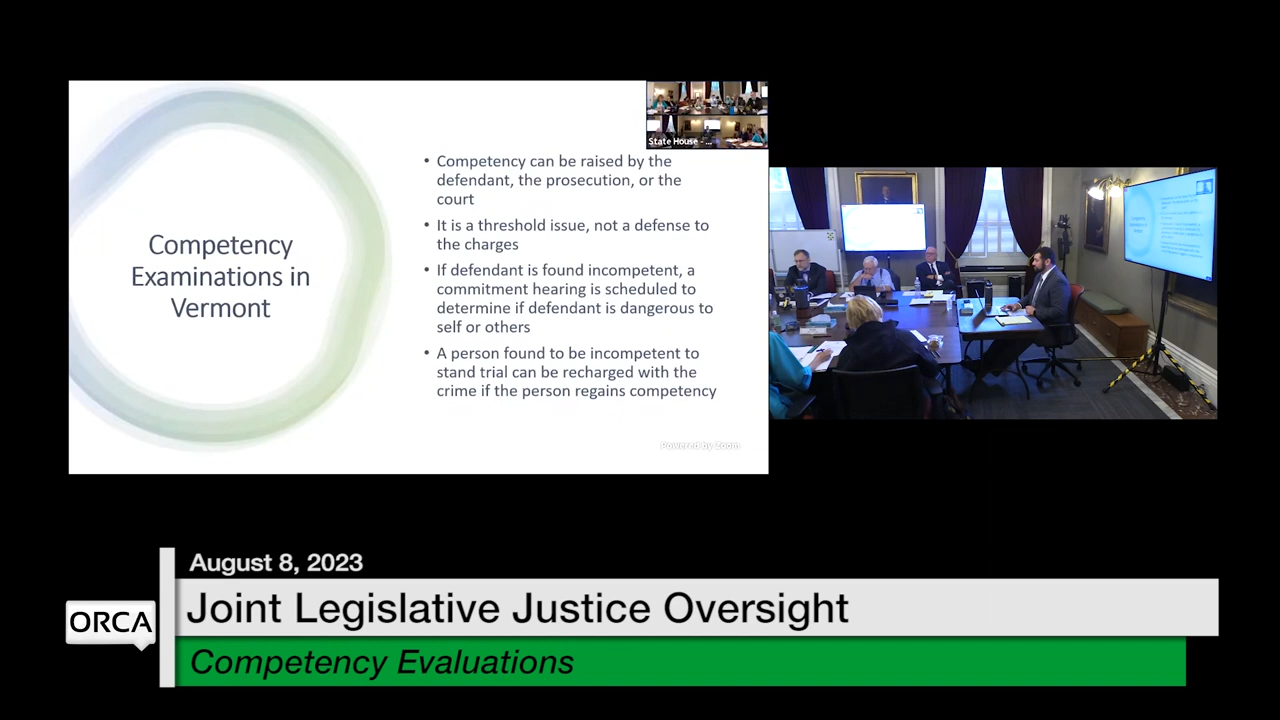 State House - ...
Competency
Examinations in
Vermont
• Competency can be raised by the
defendant, the prosecution, or the
court
• It is a threshold issue, not a defense to
the charges
• If defendant is found incompetent, a
commitment hearing is scheduled to
determine if defendant is dangerous to
self or others
• A person found to be incompetent to
stand trial can be recharged with the
crime if the person regains competency
Powered by Zoom
August 8, 2023
ORCA
Joint Legislative Justice Oversight
Competency Evaluations